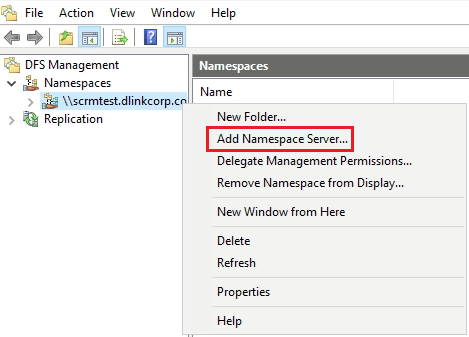 File Action View Window Help
DFS Management
Namespaces
\\scrmtest.dlinkcorp.co
Replication
Namespaces
Name
New Folder...
Add Namespace Server...
Delegate Management Permissions...
Remove Namespace from Display...
New Window from Here
Delete
Refresh
Properties
Help